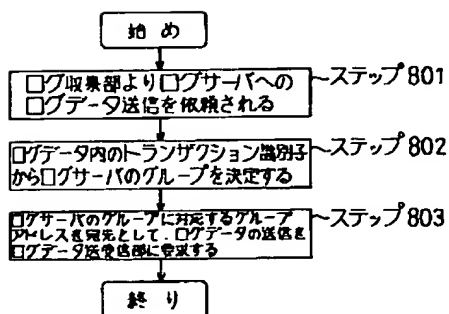 始め
ログ収集部よりログサーバへの
ログデータ送信を依頼される
ステップ801
ログデータ内のトランザクション識別子
からログサーバのグループを決定する
ステップ802
ログサーバのグループに対応するグループ
アドレスを宛先として、ログデータの送信を
ログデータ送受信部に要求する
ステップ803
終り